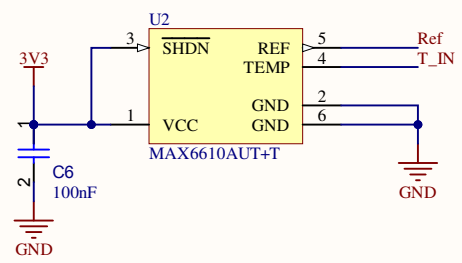 U2
3V3
3
SHDN
REF
5
Ref
TEMP
4
T_IN
GND
2
1
1
VCC
GND
6
MAX6610AUT+T
C6
100nF
2
GND
GND